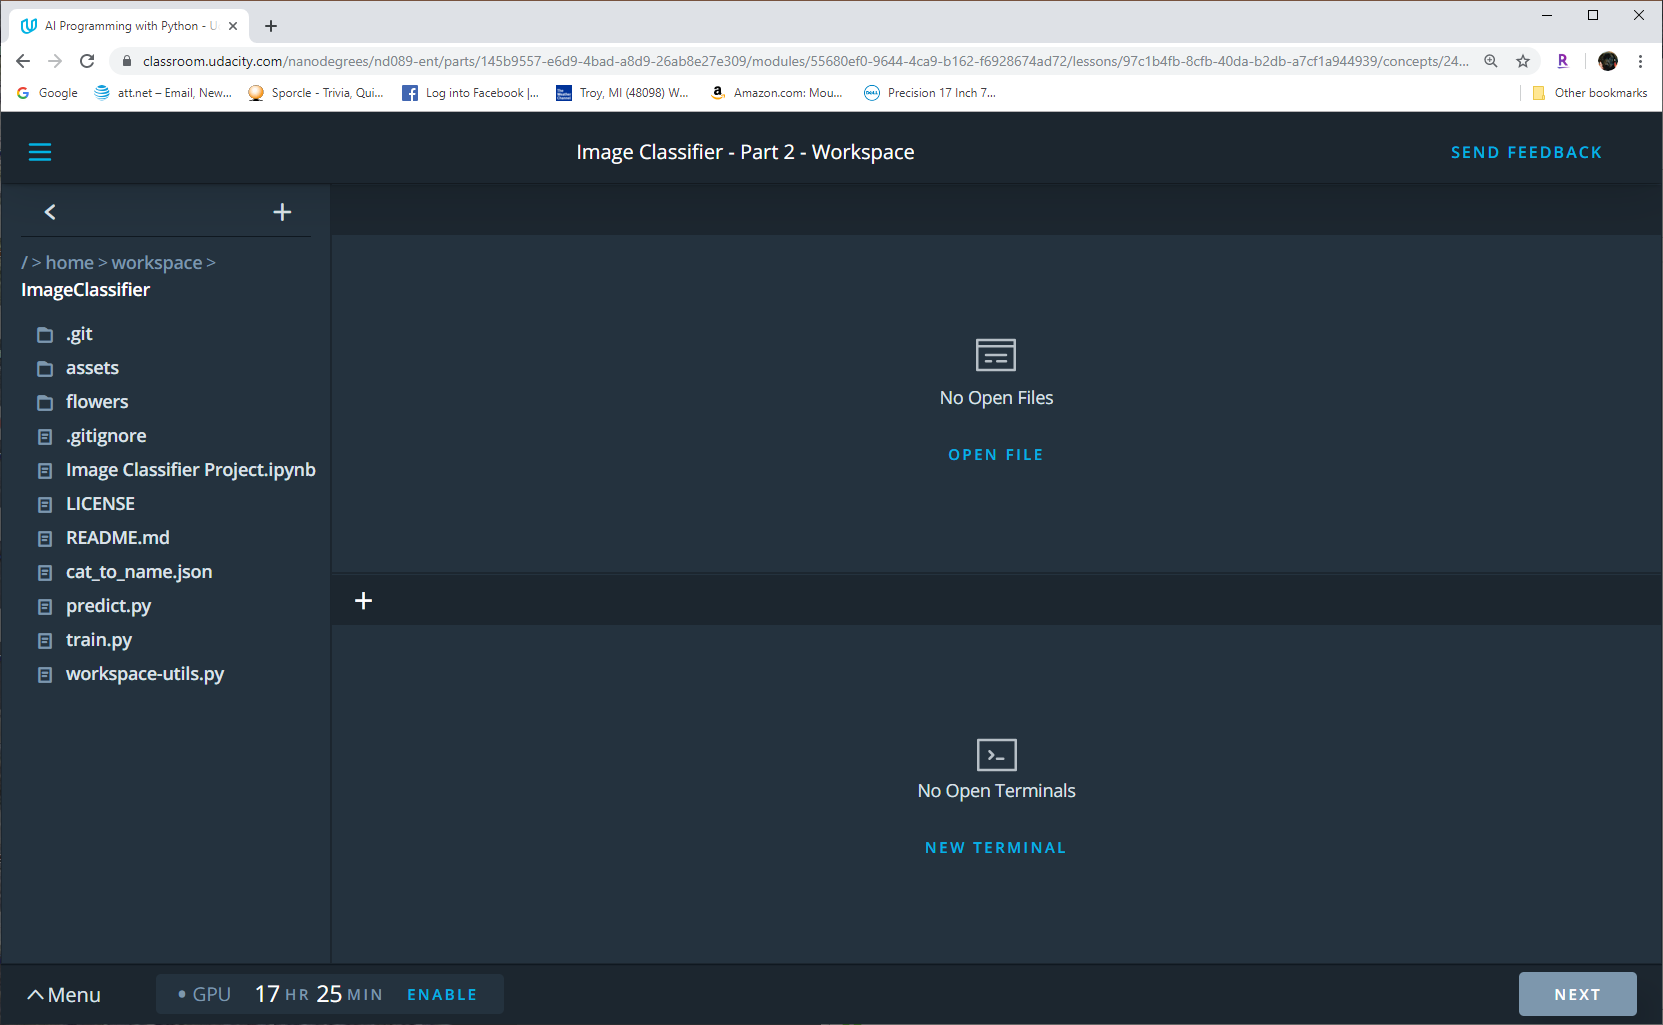 AI Programming with Python - U
classroom.udacity.com/nanodegrees/nd089-ent/parts/145b9557-e6d9-4bad-a8d9-26ab8e27e309/modules/55680ef0-9644-4ca9-b162-f6928674ad72/lessons/97c1b4fb-8cfb-40da-b2db-a7cf1a944939/concepts/24... R
Google att.net – Email, New... Sporcle - Trivia, Qui... Log into Facebook |... Troy, MI (48098) W... Amazon.com: Mou... Precision 17 Inch 7... Other bookmarks
Image Classifier - Part 2 - Workspace SEND FEEDBACK
/ > home > workspace >
ImageClassifier
.git
assets
flowers
.gitignore
Image Classifier Project.ipynb
LICENSE
README.md
cat_to_name.json
predict.py
train.py
workspace-utils.py
No Open Files
OPEN FILE
No Open Terminals
NEW TERMINAL
Menu GPU 17 HR 25 MIN ENABLE NEXT